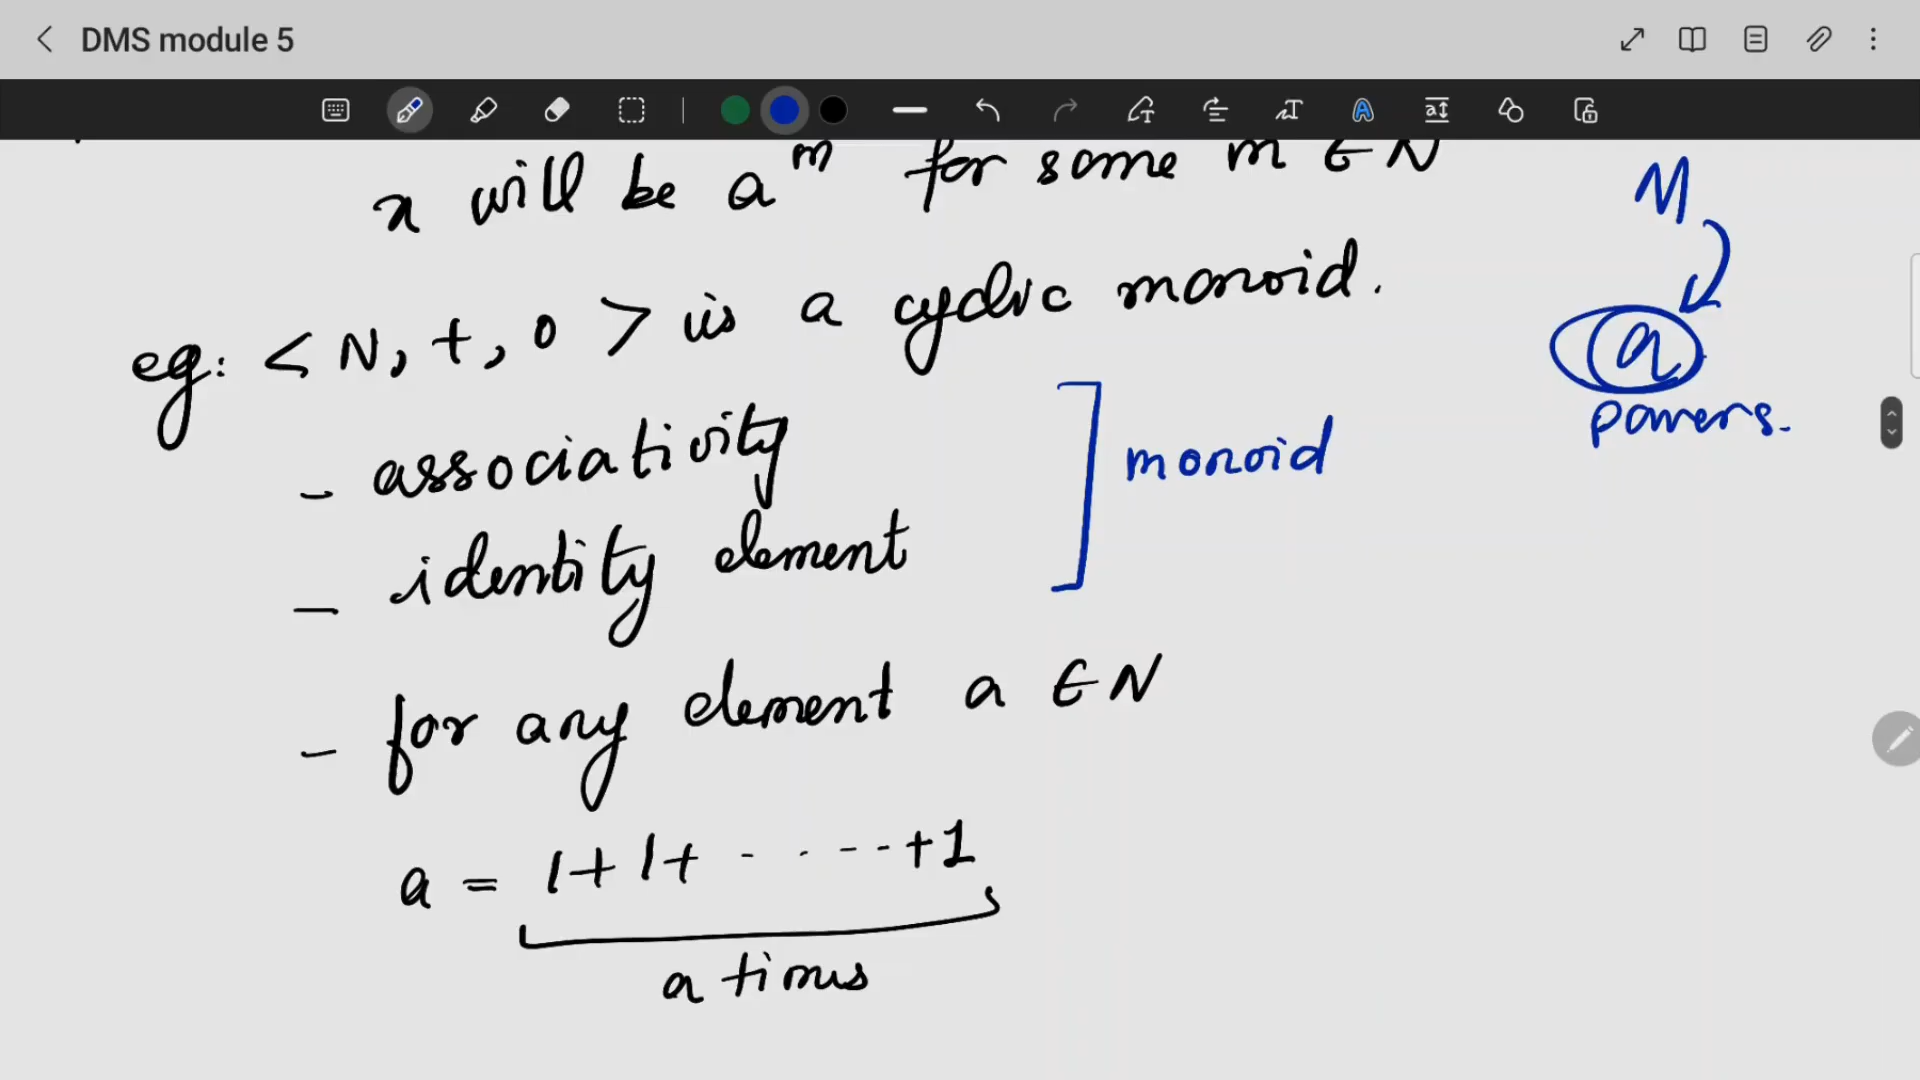 DMS module 5
x will be a^m for some m ∈ N
M
eg: < N, +, 0 > is a cyclic monoid.
a
powers.
- associativity
monoid
- identity element
- for any element a ∈ N
a = 1 + 1 + - . - - - + 1
a times